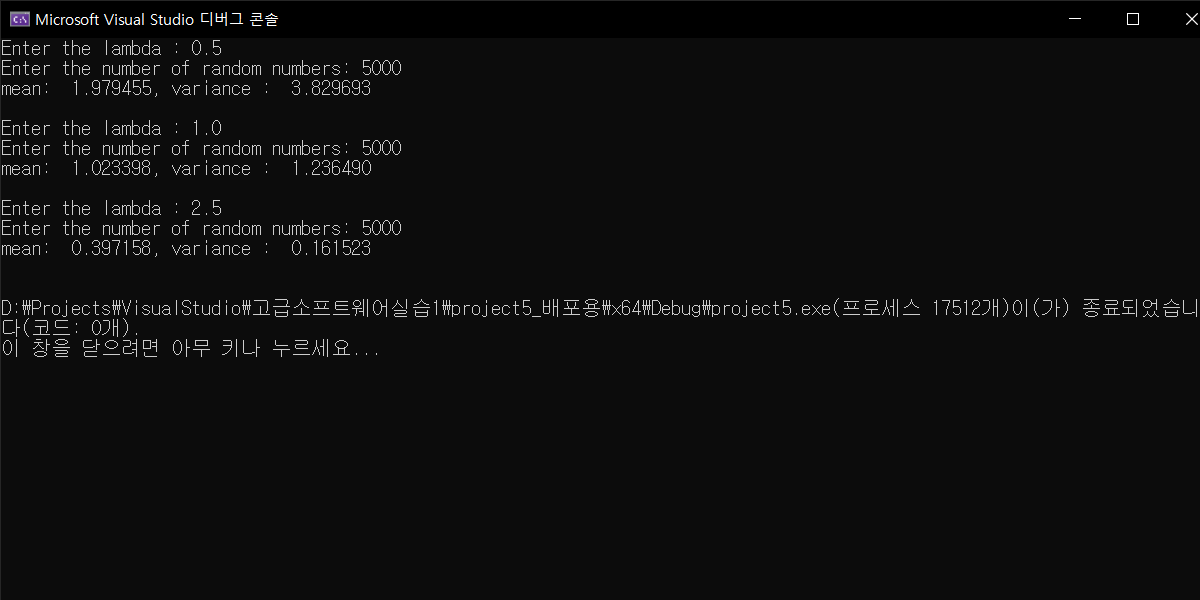 Microsoft Visual Studio 디버그 콘솔
Enter the lambda : 0.5
Enter the number of random numbers: 5000
mean:  1.979455, variance :  3.829693
Enter the lambda : 1.0
Enter the number of random numbers: 5000
mean:  1.023398, variance :  1.236490
Enter the lambda : 2.5
Enter the number of random numbers: 5000
mean:  0.397158, variance :  0.161523
D:₩Projects₩VisualStudio₩고급소프트웨어실습1₩project5_배포용₩x64₩Debug₩project5.exe(프로세스 17512개)이(가) 종료되었습니
다(코드: 0개).
이 창을 닫으려면 아무 키나 누르세요...